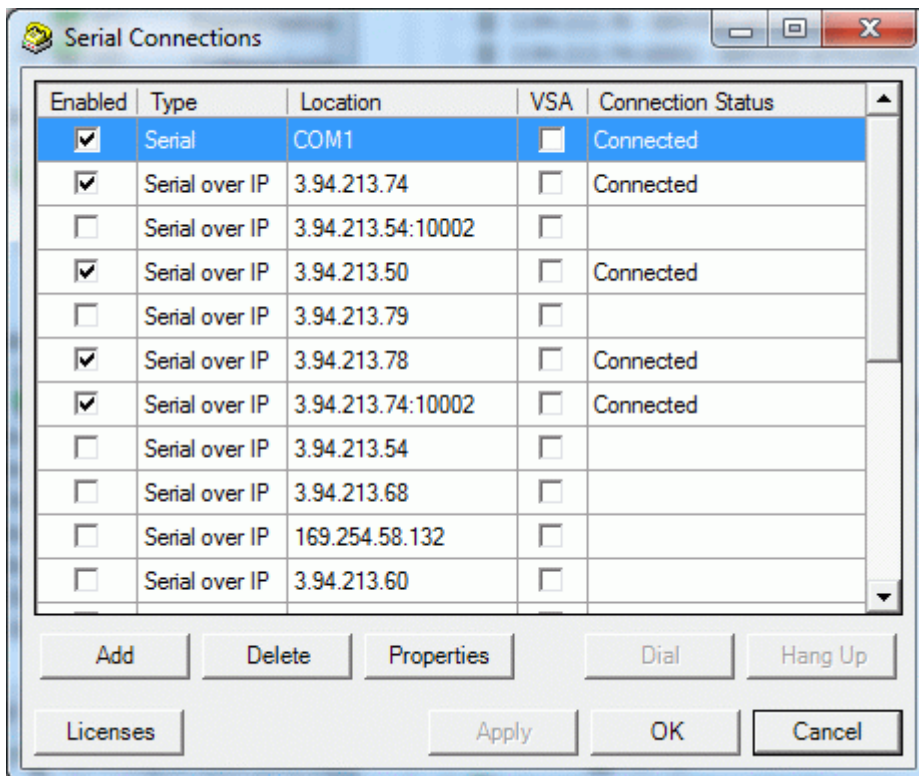 Serial Connections
Enabled Type Location VSA Connection Status
Serial COM1 Connected
Serial over IP 3.94.213.74 Connected
Serial over IP 3.94.213.54:10002
Serial over IP 3.94.213.50 Connected
Serial over IP 3.94.213.79
Serial over IP 3.94.213.78 Connected
Serial over IP 3.94.213.74:10002 Connected
Serial over IP 3.94.213.54
Serial over IP 3.94.213.68
Serial over IP 169.254.58.132
Serial over IP 3.94.213.60
Add Delete Properties Dial Hang Up
Licenses Apply OK Cancel